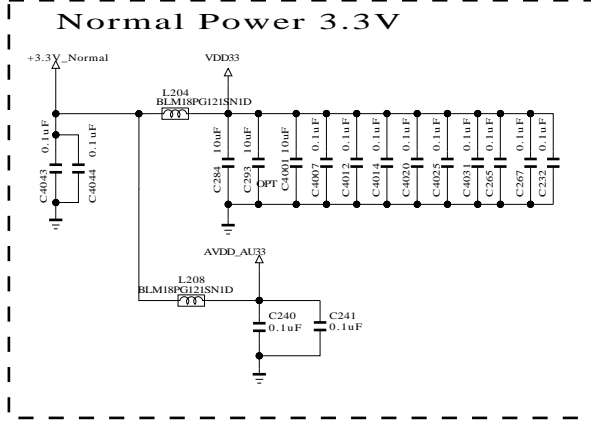 Normal Power 3.3V
+3.3V_Normal
VDD33
L204
BLM18PG121SN1D
C4043
0.1uF
C4044
0.1uF
C284
10uF
C293
10uF
OPT
C4001
10uF
C4007
0.1uF
C4012
0.1uF
C4014
0.1uF
C4020
0.1uF
C4025
0.1uF
C4031
0.1uF
C265
0.1uF
C267
0.1uF
C232
0.1uF
AVDD_AU33
L208
BLM18PG121SN1D
C240
0.1uF
C241
0.1uF